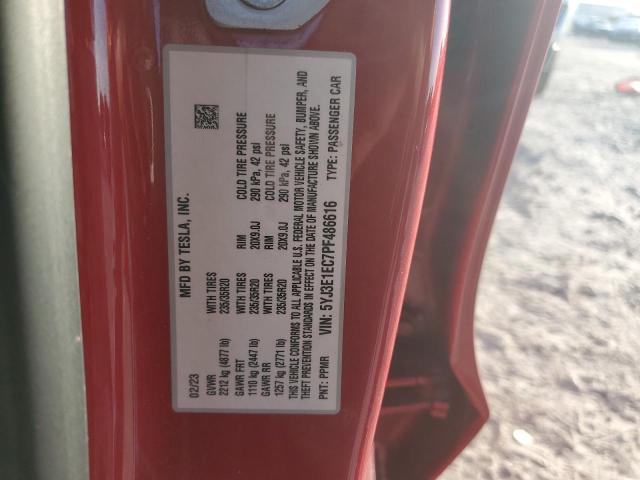 MFD BY TESLA, INC.
02/23
GVWR WITH TIRES RIM COLD TIRE PRESSURE
2212 kg (4877 lb) 235/35R20 20X9.0J 290 kPa, 42 psi
GAWR FRT WITH TIRES RIM COLD TIRE PRESSURE
1110 kg (2447 lb) 235/35R20 20X9.0J 290 kPa, 42 psi
GAWR RR WITH TIRES
1257 kg (2771 lb) 235/35R20
THIS VEHICLE CONFORMS TO ALL APPLICABLE U.S. FEDERAL MOTOR VEHICLE SAFETY, BUMPER, AND
THEFT PREVENTION STANDARDS IN EFFECT ON THE DATE OF MANUFACTURE SHOWN ABOVE.
VIN: 5YJ3E1EC7PF486616 TYPE: PASSENGER CAR
PNT: PPMR